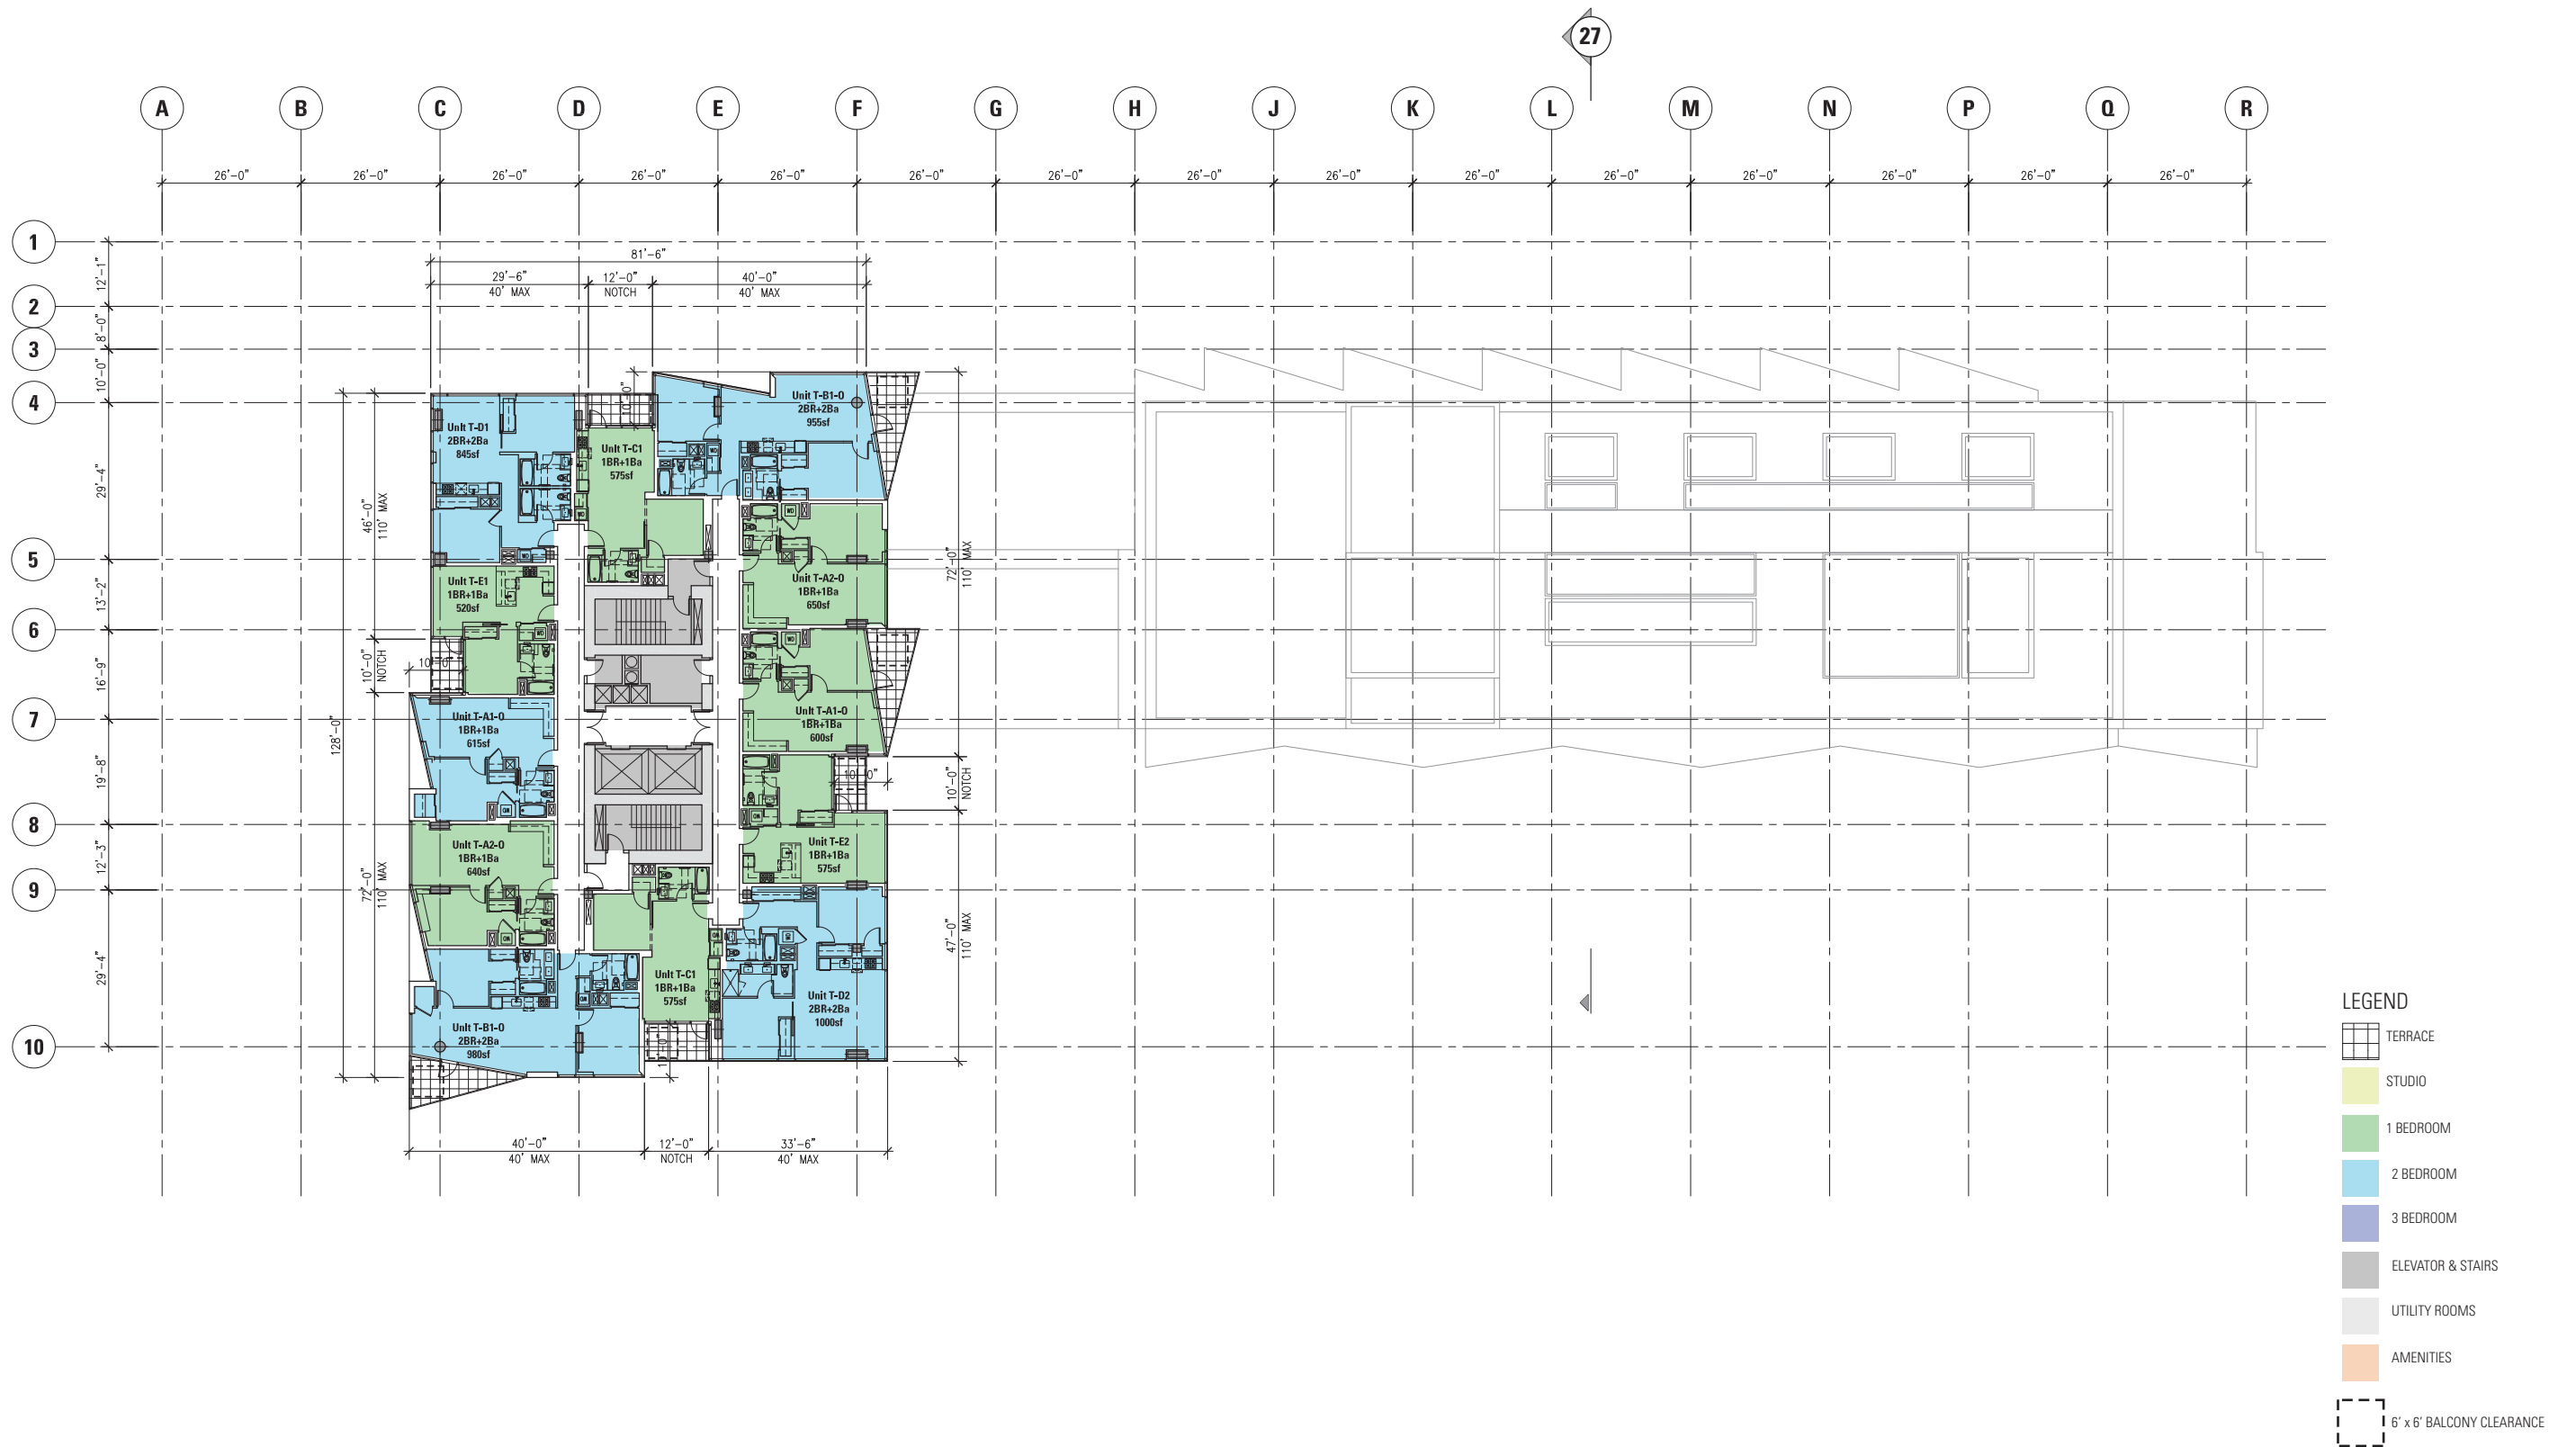 27
A B C D E F G H J K L M N P Q R
26'-0" 26'-0" 26'-0" 26'-0" 26'-0" 26'-0" 26'-0" 26'-0" 26'-0" 26'-0" 26'-0" 26'-0" 26'-0" 26'-0" 26'-0"
1
12'-1"
2
8'-0"
3
10'-0"
4
29'-4"
5
13'-2"
6
16'-9"
7
19'-8"
8
12'-3"
9
29'-4"
10
81'-6"
29'-6"
40' MAX
12'-0"
NOTCH
40'-0"
40' MAX
10'-0"
46'-0"
110' MAX
10'-0"
NOTCH
10'-0"
128'-0"
72'-0"
110' MAX
72'-0"
110' MAX
10'-0"
NOTCH
10'-0"
47'-0"
110' MAX
Unit T-D1
2BR+2Ba
845sf
Unit T-C1
1BR+1Ba
575sf
Unit T-B1-O
2BR+2Ba
955sf
Unit T-E1
1BR+1Ba
520sf
Unit T-A2-O
1BR+1Ba
650sf
Unit T-A1-O
1BR+1Ba
615sf
Unit T-A1-O
1BR+1Ba
600sf
Unit T-A2-O
1BR+1Ba
640sf
Unit T-E2
1BR+1Ba
575sf
Unit T-C1
1BR+1Ba
575sf
Unit T-D2
2BR+2Ba
1000sf
Unit T-B1-O
2BR+2Ba
980sf
40'-0"
40' MAX
12'-0"
NOTCH
33'-6"
40' MAX
LEGEND
TERRACE
STUDIO
1 BEDROOM
2 BEDROOM
3 BEDROOM
ELEVATOR & STAIRS
UTILITY ROOMS
AMENITIES
6' x 6' BALCONY CLEARANCE